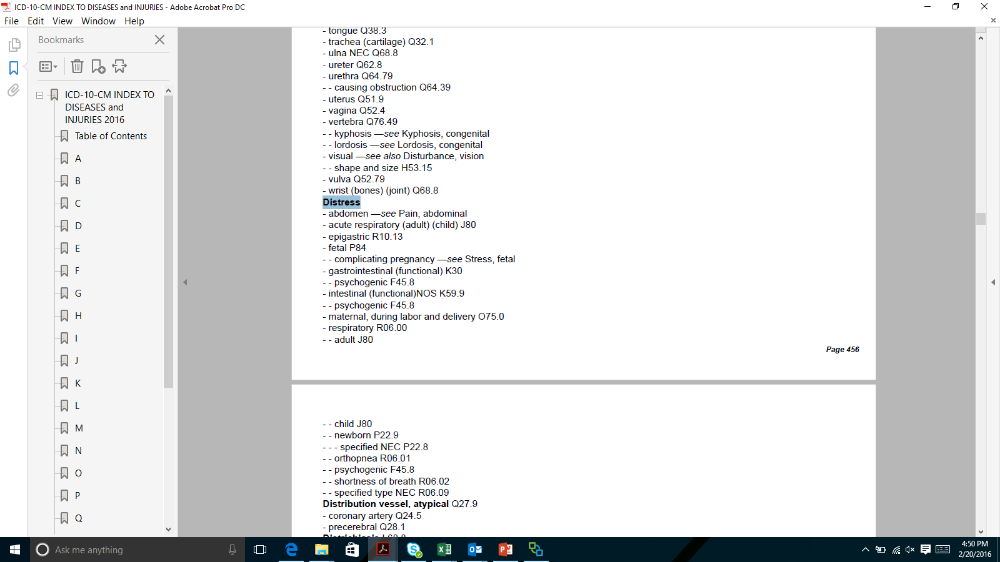 ICD-10-CM INDEX TO DISEASES and INJURIES - Adobe Acrobat Pro DC
File Edit View Window Help
Bookmarks
ICD-10-CM INDEX TO
DISEASES and
INJURIES 2016
Table of Contents
A
B
C
D
E
F
G
H
I
J
K
L
M
N
O
P
Q
- tongue Q38.3
- trachea (cartilage) Q32.1
- ulna NEC Q68.8
- ureter Q62.8
- urethra Q64.79
- - causing obstruction Q64.39
- uterus Q51.9
- vagina Q52.4
- vertebra Q76.49
- - kyphosis —see Kyphosis, congenital
- - lordosis —see Lordosis, congenital
- visual —see also Disturbance, vision
- - shape and size H53.15
- vulva Q52.79
- wrist (bones) (joint) Q68.8
Distress
- abdomen —see Pain, abdominal
- acute respiratory (adult) (child) J80
- epigastric R10.13
- fetal P84
- - complicating pregnancy —see Stress, fetal
- gastrointestinal (functional) K30
- - psychogenic F45.8
- intestinal (functional)NOS K59.9
- - psychogenic F45.8
- maternal, during labor and delivery O75.0
- respiratory R06.00
- - adult J80
Page 456
- - child J80
- - newborn P22.9
- - - specified NEC P22.8
- - orthopnea R06.01
- - psychogenic F45.8
- - shortness of breath R06.02
- - specified type NEC R06.09
Distribution vessel, atypical Q27.9
- coronary artery Q24.5
- precerebral Q28.1
Ask me anything
4:50 PM
2/20/2016